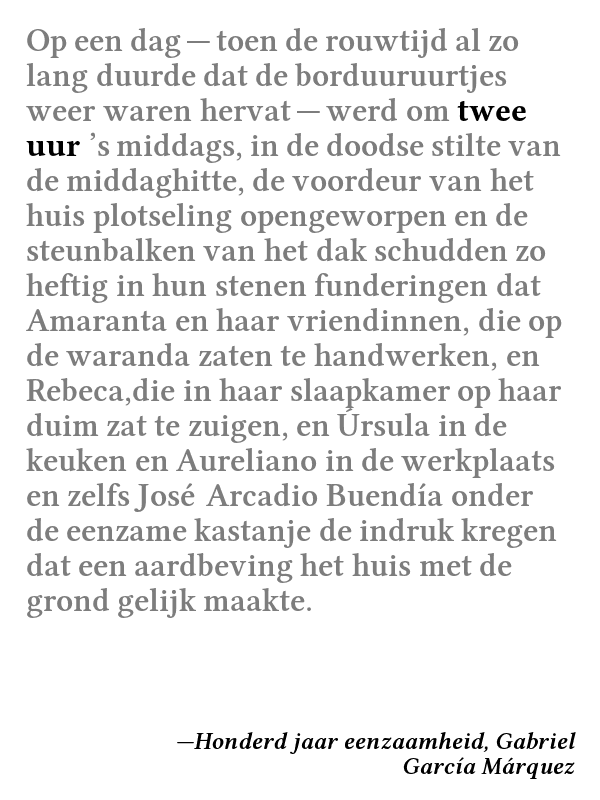 Op een dag — toen de rouwtijd al zo
lang duurde dat de borduuruurtjes
weer waren hervat — werd om twee
uur ’s middags, in de doodse stilte van
de middaghitte, de voordeur van het
huis plotseling opengeworpen en de
steunbalken van het dak schudden zo
heftig in hun stenen funderingen dat
Amaranta en haar vriendinnen, die op
de waranda zaten te handwerken, en
Rebeca,die in haar slaapkamer op haar
duim zat te zuigen, en Úrsula in de
keuken en Aureliano in de werkplaats
en zelfs José Arcadio Buendía onder
de eenzame kastanje de indruk kregen
dat een aardbeving het huis met de
grond gelijk maakte.
—Honderd jaar eenzaamheid, Gabriel
García Márquez